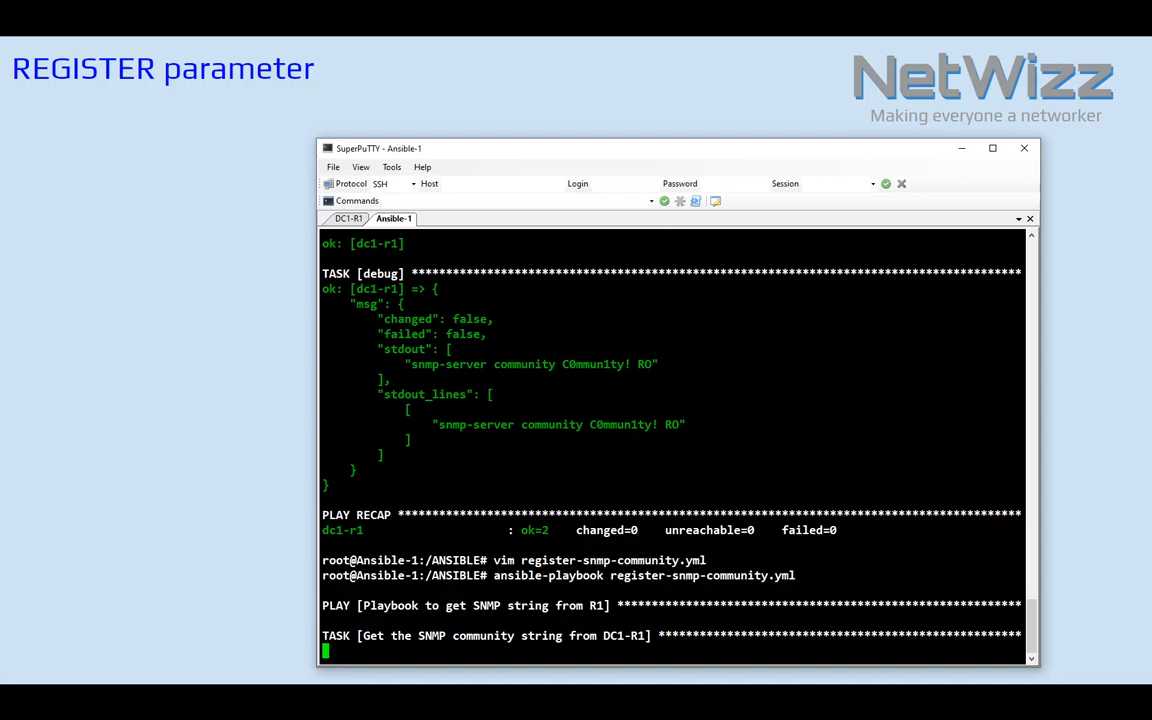 REGISTER parameter
NetWizz
Making everyone a networker
SuperPuTTY - Ansible-1
File View Tools Help
Protocol SSH Host Login Password Session
Commands
DC1-R1 Ansible-1
ok: [dc1-r1]
TASK [debug] ******************************************************************************************
ok: [dc1-r1] => {
"msg": {
"changed": false,
"failed": false,
"stdout": [
"snmp-server community C0mmun1ty! RO"
],
"stdout_lines": [
[
"snmp-server community C0mmun1ty! RO"
]
]
}
}
PLAY RECAP ********************************************************************************************
dc1-r1 : ok=2 changed=0 unreachable=0 failed=0
root@Ansible-1:/ANSIBLE# vim register-snmp-community.yml
root@Ansible-1:/ANSIBLE# ansible-playbook register-snmp-community.yml
PLAY [Playbook to get SNMP string from R1] ************************************************************
TASK [Get the SNMP community string from DC1-R1] ******************************************************